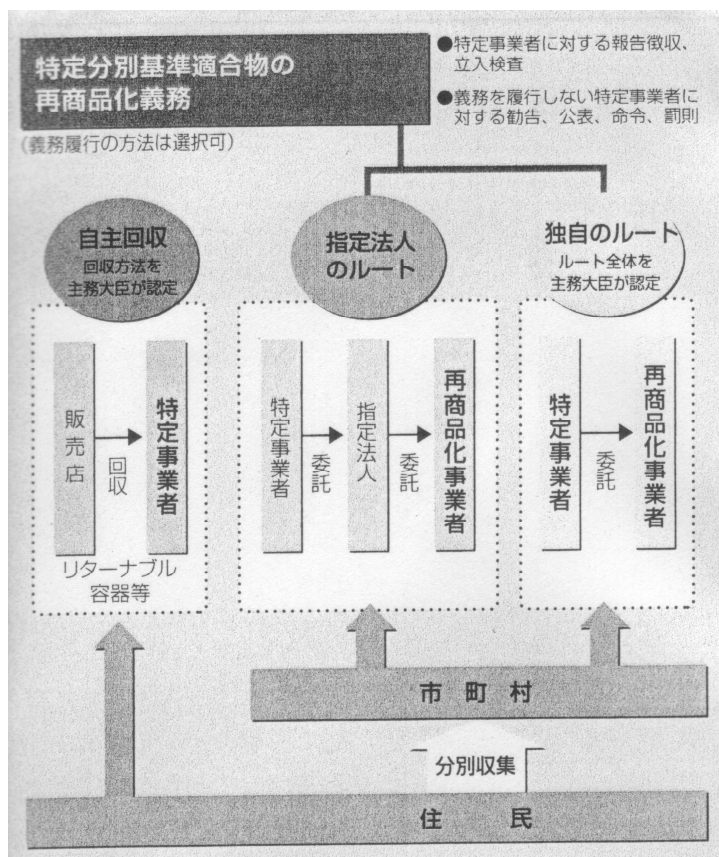 特定分別基準適合物の
再商品化義務
(義務履行の方法は選択可)
●特定事業者に対する報告徴収、
立入検査
●義務を履行しない特定事業者に
対する勧告、公表、命令、罰則
自主回収
回収方法を
主務大臣が認定
販売店
回収
特定事業者
リターナブル
容器等
指定法人
のルート
特定事業者
委託
指定法人
委託
再商品化事業者
独自のルート
ルート全体を
主務大臣が認定
特定事業者
委託
再商品化事業者
市町村
分別収集
住民